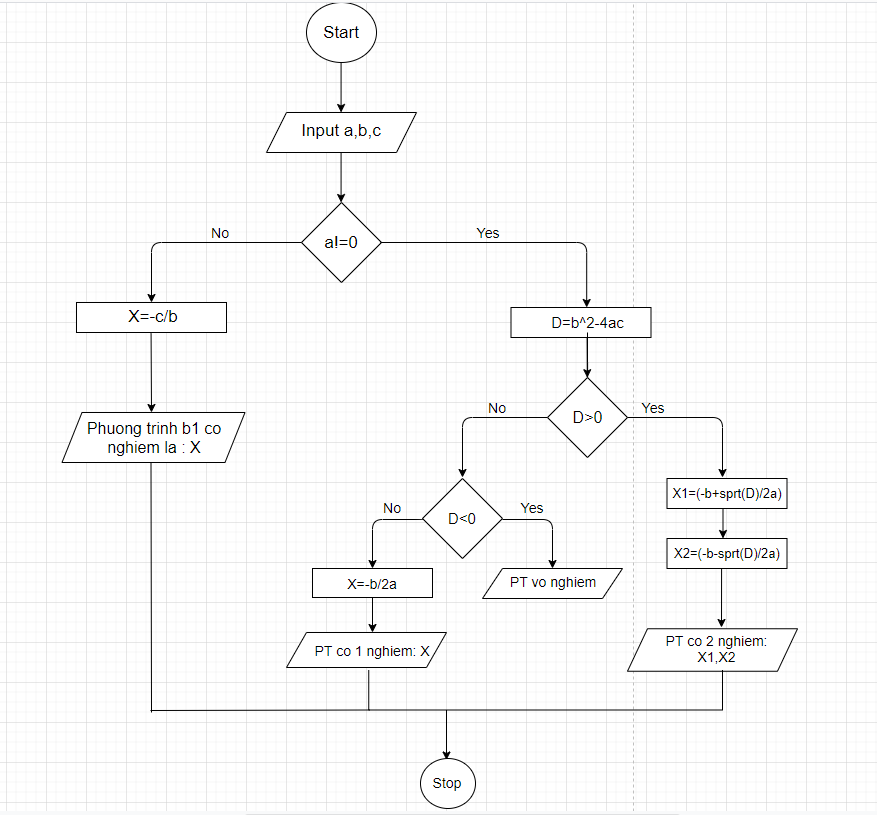 Start
Input a,b,c
a!=0
No
Yes
X=-c/b
D=b^2-4ac
Phuong trinh b1 co
nghiem la : X
D>0
No
Yes
D<0
No
Yes
X1=(-b+sprt(D)/2a)
X2=(-b-sprt(D)/2a)
X=-b/2a
PT vo nghiem
PT co 1 nghiem: X
PT co 2 nghiem:
X1,X2
Stop